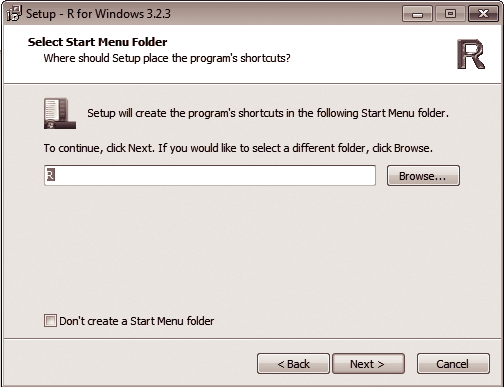 Setup - R for Windows 3.2.3
Select Start Menu Folder
Where should Setup place the program's shortcuts?
R
Setup will create the program's shortcuts in the following Start Menu folder.
To continue, click Next. If you would like to select a different folder, click Browse.
R
Browse...
Don't create a Start Menu folder
< Back
Next >
Cancel